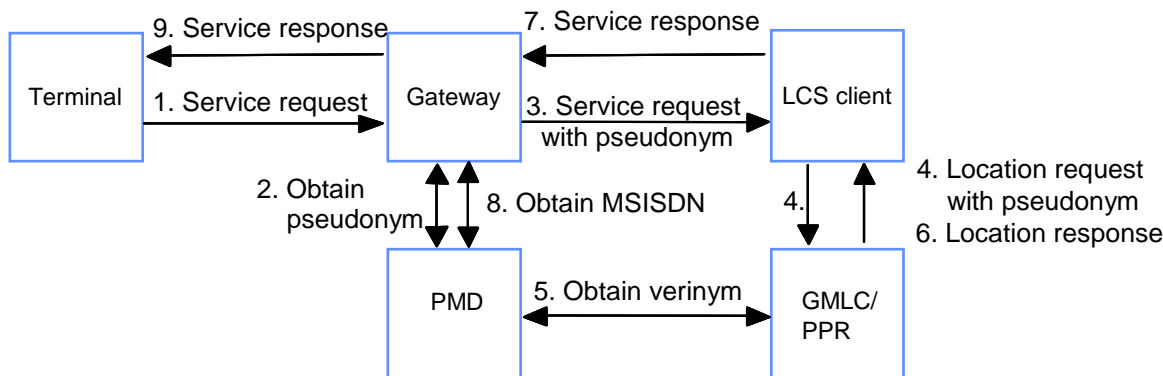 9. Service response
7. Service response
Terminal
Gateway
LCS client
1. Service request
3. Service request
with pseudonym
2. Obtain
pseudonym
8. Obtain MSISDN
4.
4. Location request
with pseudonym
6. Location response
PMD
5. Obtain verinym
GMLC/
PPR